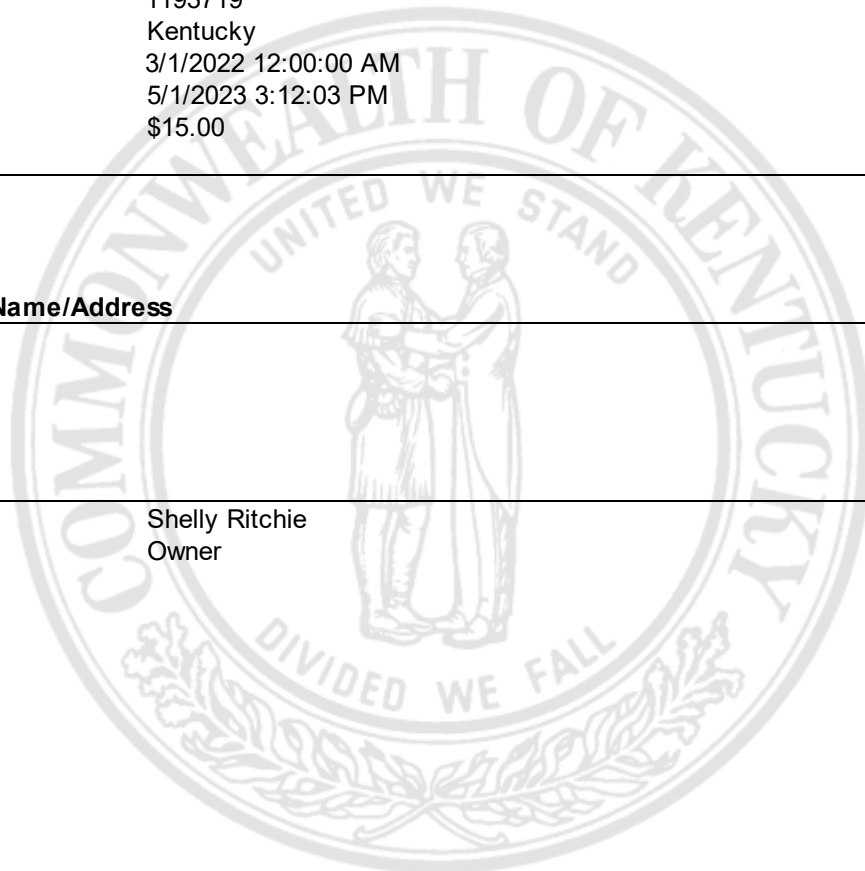 1193719
Kentucky
3/1/2022 12:00:00 AM
5/1/2023 3:12:03 PM
$15.00
COMMONWEALTH OF KENTUCKY
UNITED WE STAND
Name/Address
Shelly Ritchie
Owner
DIVIDED WE FALL